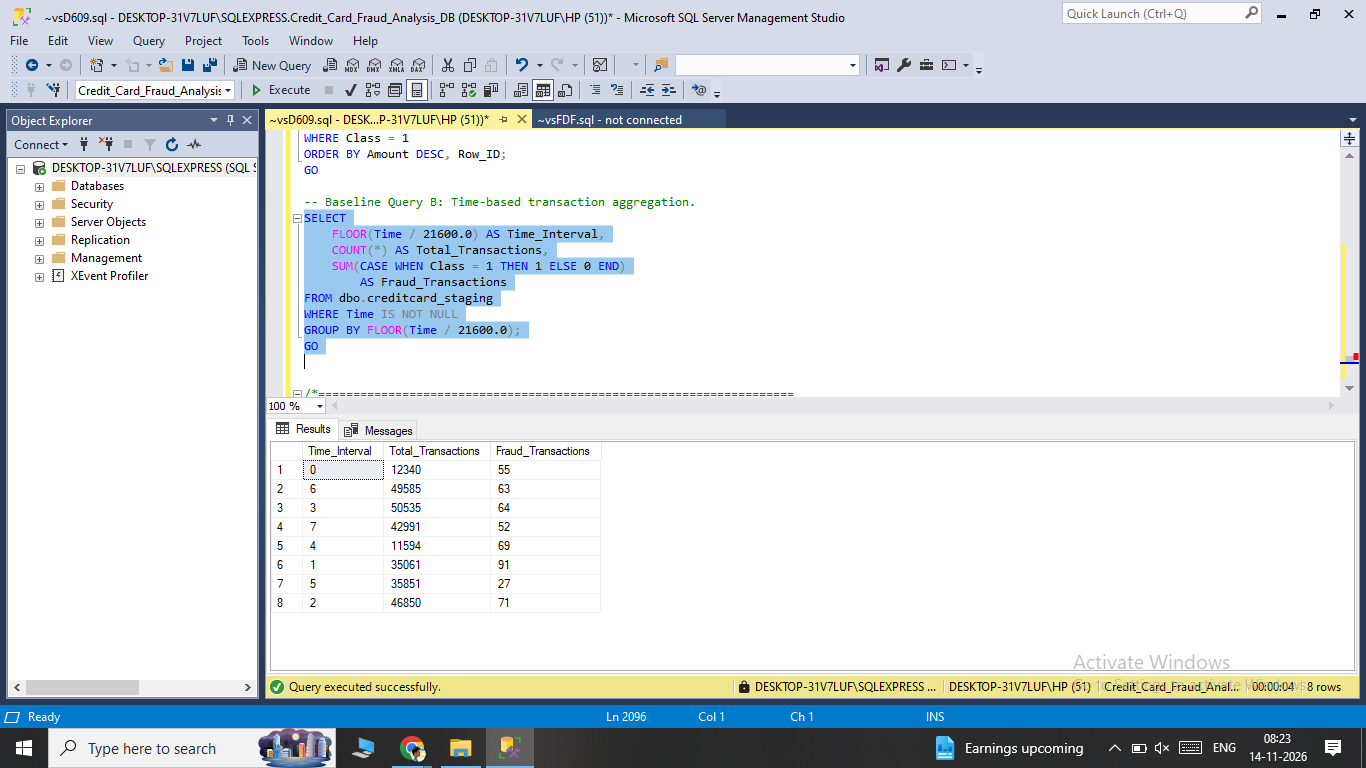 ~vsD609.sql - DESKTOP-31V7LUF\SQLEXPRESS.Credit_Card_Fraud_Analysis_DB (DESKTOP-31V7LUF\HP (51))* - Microsoft SQL Server Management Studio
Quick Launch (Ctrl+Q)
File Edit View Query Project Tools Window Help
New Query MDX DMX XMLA DAX
Credit_Card_Fraud_Analysis Execute
Object Explorer
Connect
DESKTOP-31V7LUF\SQLEXPRESS (SQL S
Databases
Security
Server Objects
Replication
Management
XEvent Profiler
~vsD609.sql - DESK...P-31V7LUF\HP (51))* ~vsFDF.sql - not connected
WHERE Class = 1
ORDER BY Amount DESC, Row_ID;
GO
-- Baseline Query B: Time-based transaction aggregation.
SELECT
FLOOR(Time / 21600.0) AS Time_Interval,
COUNT(*) AS Total_Transactions,
SUM(CASE WHEN Class = 1 THEN 1 ELSE 0 END)
AS Fraud_Transactions
FROM dbo.creditcard_staging
WHERE Time IS NOT NULL
GROUP BY FLOOR(Time / 21600.0);
GO
/*====================================================================
100 %
Results Messages
Time_Interval Total_Transactions Fraud_Transactions
1 0 12340 55
2 6 49585 63
3 3 50535 64
4 7 42991 52
5 4 11594 69
6 1 35061 91
7 5 35851 27
8 2 46850 71
Activate Windows
Query executed successfully. DESKTOP-31V7LUF\SQLEXPRESS ... DESKTOP-31V7LUF\HP (51) Credit_Card_Fraud_Anal... 00:00:04 8 rows
Ready Ln 2096 Col 1 Ch 1 INS
Type here to search Earnings upcoming ENG 08:23
14-11-2026